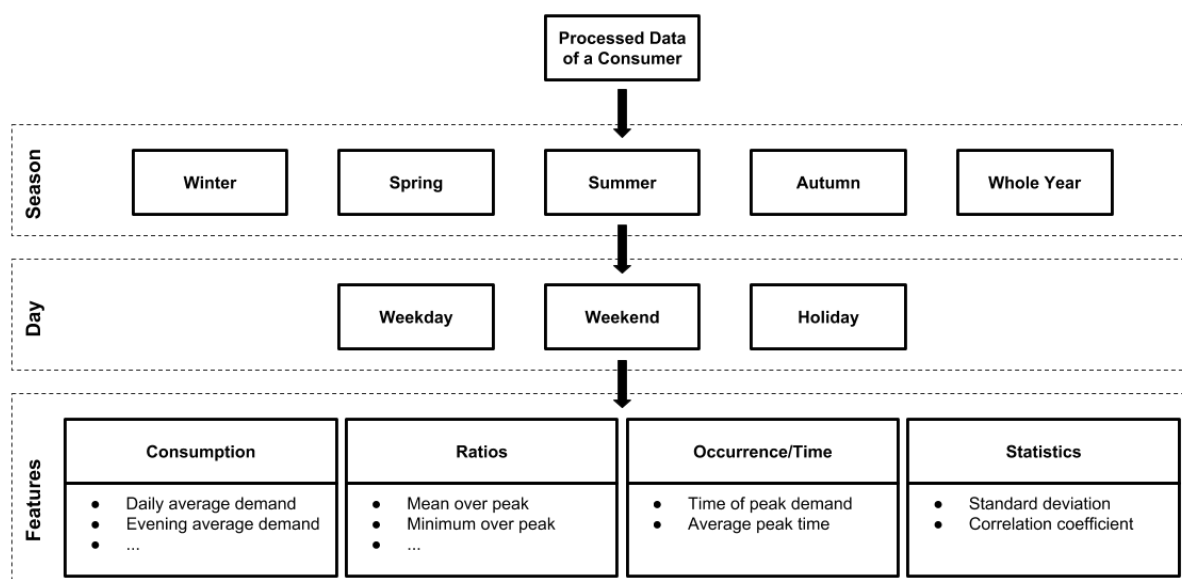 Processed Data
of a Consumer
Season
Winter
Spring
Summer
Autumn
Whole Year
Day
Weekday
Weekend
Holiday
Features
Consumption
● Daily average demand
● Evening average demand
● ...
Ratios
● Mean over peak
● Minimum over peak
● ...
Occurrence/Time
● Time of peak demand
● Average peak time
Statistics
● Standard deviation
● Correlation coefficient